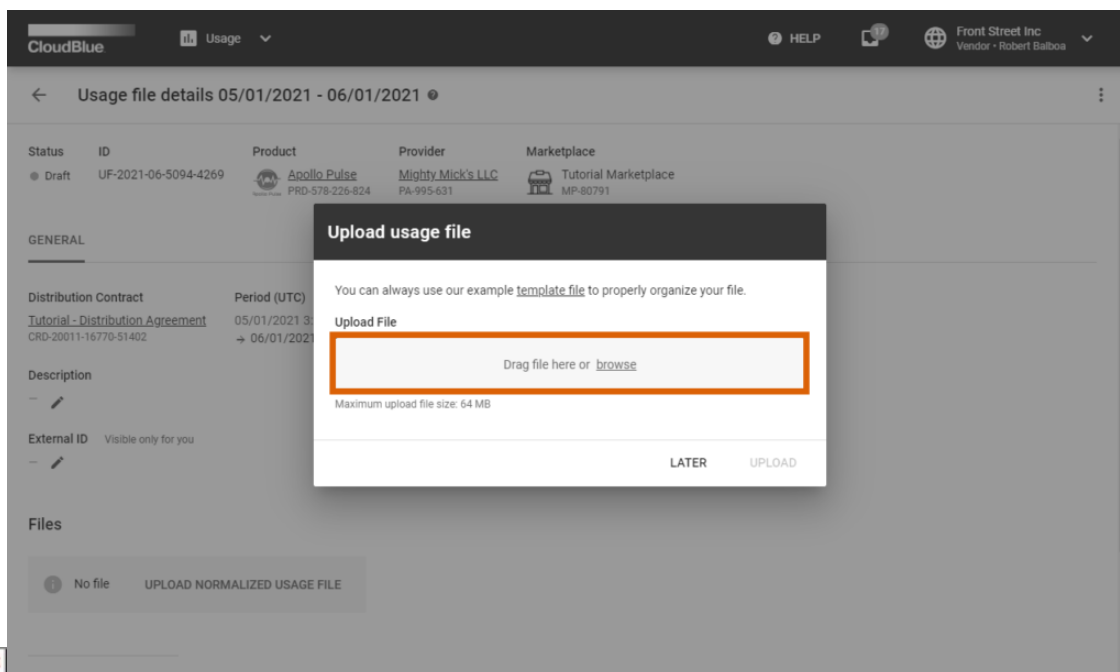 CloudBlue
Usage
HELP
17
Front Street Inc
Vendor • Robert Balboa
Usage file details 05/01/2021 - 06/01/2021
Status ID Product Provider Marketplace
Draft UF-2021-06-5094-4269 Apollo Pulse Mighty Mick's LLC Tutorial Marketplace
PRD-578-226-824 PA-995-631 MP-80791
GENERAL
Upload usage file
You can always use our example template file to properly organize your file.
Upload File
Drag file here or browse
Maximum upload file size: 64 MB
LATER UPLOAD
Distribution Contract Period (UTC)
Tutorial - Distribution Agreement 05/01/2021 3:
CRD-20011-16770-51402 → 06/01/2021
Description
–
External ID Visible only for you
–
Files
No file UPLOAD NORMALIZED USAGE FILE